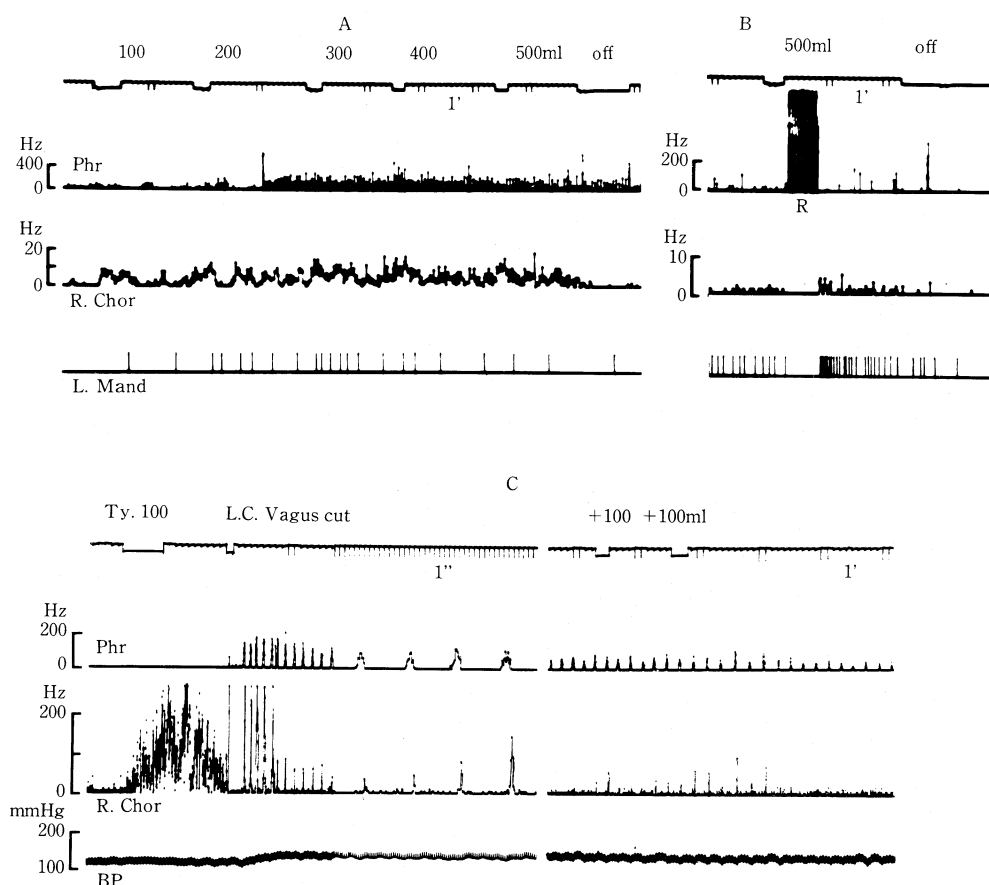 A
100 200 300 400 500ml off
1'
Hz
400
0
Phr
Hz
20
0
R. Chor
L. Mand
B
500ml off
1'
200
0
R
Hz
10
0
C
Ty. 100 L.C. Vagus cut +100 +100ml
1'' 1'
Hz
200
0
Phr
Hz
200
0
R. Chor
mmHg
200
100
BP